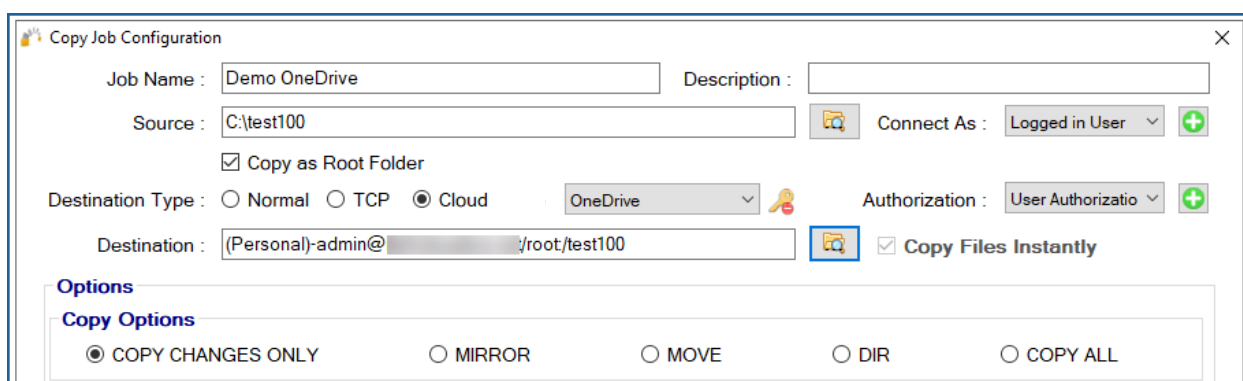 Copy Job Configuration
Job Name : Demo OneDrive Description :
Source : C:\test100 Connect As : Logged in User
Copy as Root Folder
Destination Type : Normal TCP Cloud OneDrive Authorization : User Authorizatio
Destination : (Personal)-admin@ :/root:/test100 Copy Files Instantly
Options
Copy Options
COPY CHANGES ONLY MIRROR MOVE DIR COPY ALL